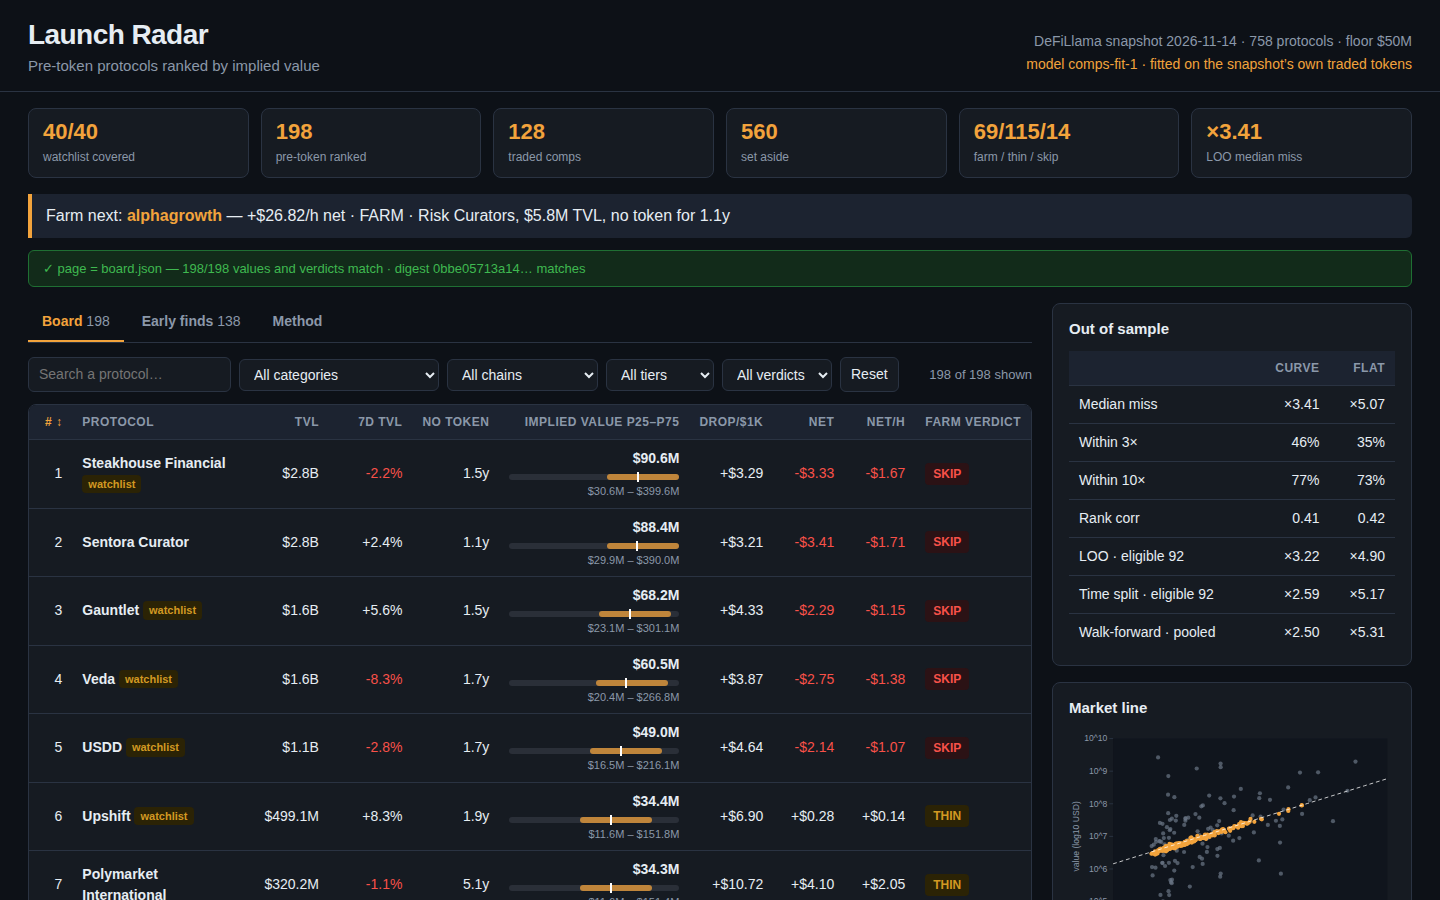 Launch Radar
Pre-token protocols ranked by implied value
DeFiLlama snapshot 2026-11-14 · 758 protocols · floor $50M
model comps-fit-1 · fitted on the snapshot's own traded tokens
40/40
watchlist covered
198
pre-token ranked
128
traded comps
560
set aside
69/115/14
farm / thin / skip
×3.41
LOO median miss
Farm next: alphagrowth — +$26.82/h net · FARM · Risk Curators, $5.8M TVL, no token for 1.1y
✓ page = board.json — 198/198 values and verdicts match · digest 0bbe05713a14… matches
Board 198 Early finds 138 Method
Search a protocol… All categories All chains All tiers All verdicts Reset 198 of 198 shown
# ↕ PROTOCOL TVL 7D TVL NO TOKEN IMPLIED VALUE P25–P75 DROP/$1K NET NET/H FARM VERDICT
1 Steakhouse Financial watchlist $2.8B -2.2% 1.5y $90.6M +$3.29 -$3.33 -$1.67 SKIP
$30.6M – $399.6M
2 Sentora Curator $2.8B +2.4% 1.1y $88.4M +$3.21 -$3.41 -$1.71 SKIP
$29.9M – $390.0M
3 Gauntlet watchlist $1.6B +5.6% 1.5y $68.2M +$4.33 -$2.29 -$1.15 SKIP
$23.1M – $301.1M
4 Veda watchlist $1.6B -8.3% 1.7y $60.5M +$3.87 -$2.75 -$1.38 SKIP
$20.4M – $266.8M
5 USDD watchlist $1.1B -2.8% 1.7y $49.0M +$4.64 -$2.14 -$1.07 SKIP
$16.5M – $216.1M
6 Upshift watchlist $499.1M +8.3% 1.9y $34.4M +$6.90 +$0.28 +$0.14 THIN
$11.6M – $151.8M
7 Polymarket International $320.2M -1.1% 5.1y $34.3M +$10.72 +$4.10 +$2.05 THIN
Out of sample
CURVE FLAT
Median miss ×3.41 ×5.07
Within 3× 46% 35%
Within 10× 77% 73%
Rank corr 0.41 0.42
LOO · eligible 92 ×3.22 ×4.90
Time split · eligible 92 ×2.59 ×5.17
Walk-forward · pooled ×2.50 ×5.31
Market line
value (log10 USD)
10^10
10^9
10^8
10^7
10^6